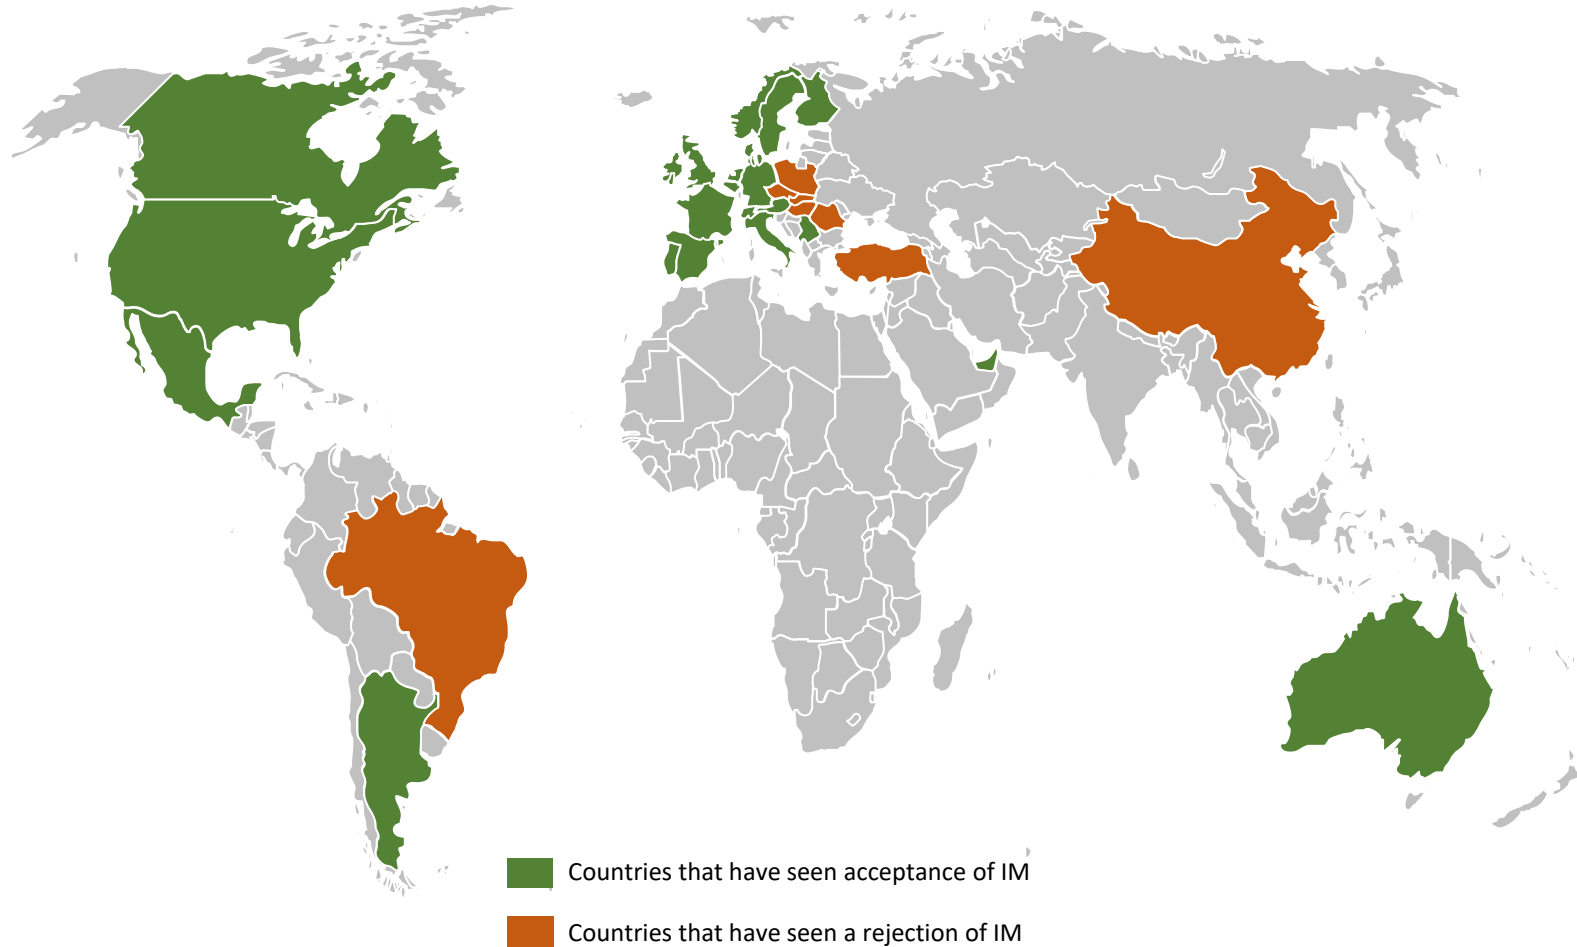 Countries that have seen acceptance of IM
Countries that have seen a rejection of IM